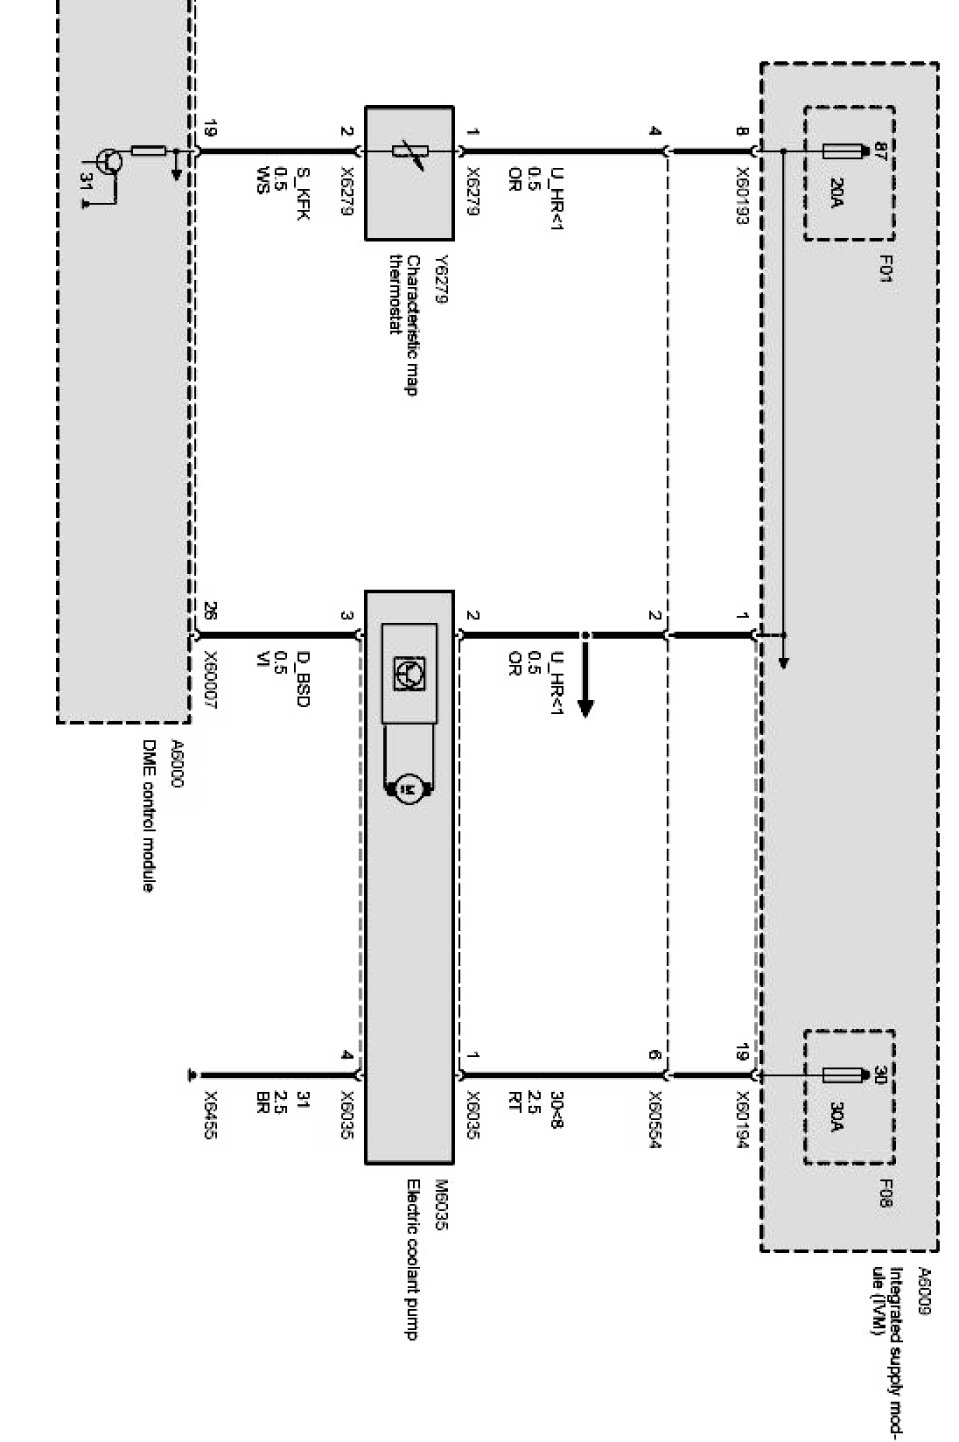 A6009
Integrated supply mod-
ule (IVM)
F01
87
20A
F08
30
30A
8
X60193
1
19
X60194
4
2
6
X60554
U_HR<1
0.5
OR
U_HR<1
0.5
OR
30<8
2.5
RT
1
X6279
2
1
X6035
Y6279
Characteristic map
thermostat
M6035
Electric coolant pump
M
2
X6279
3
4
X6035
S_KFK
0.5
WS
D_BSD
0.5
VI
31
2.5
BR
19
26
X60007
X6455
31
A6000
DME control module